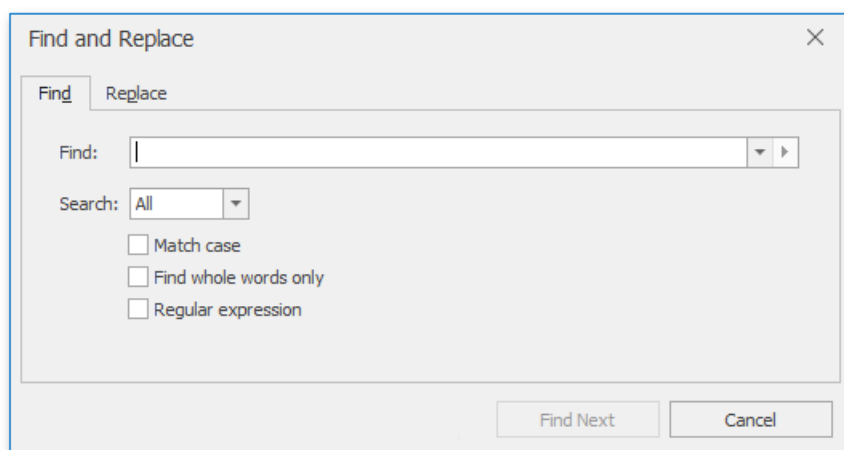 Find and Replace
Find Replace
Find:
Search: All
Match case
Find whole words only
Regular expression
Find Next Cancel